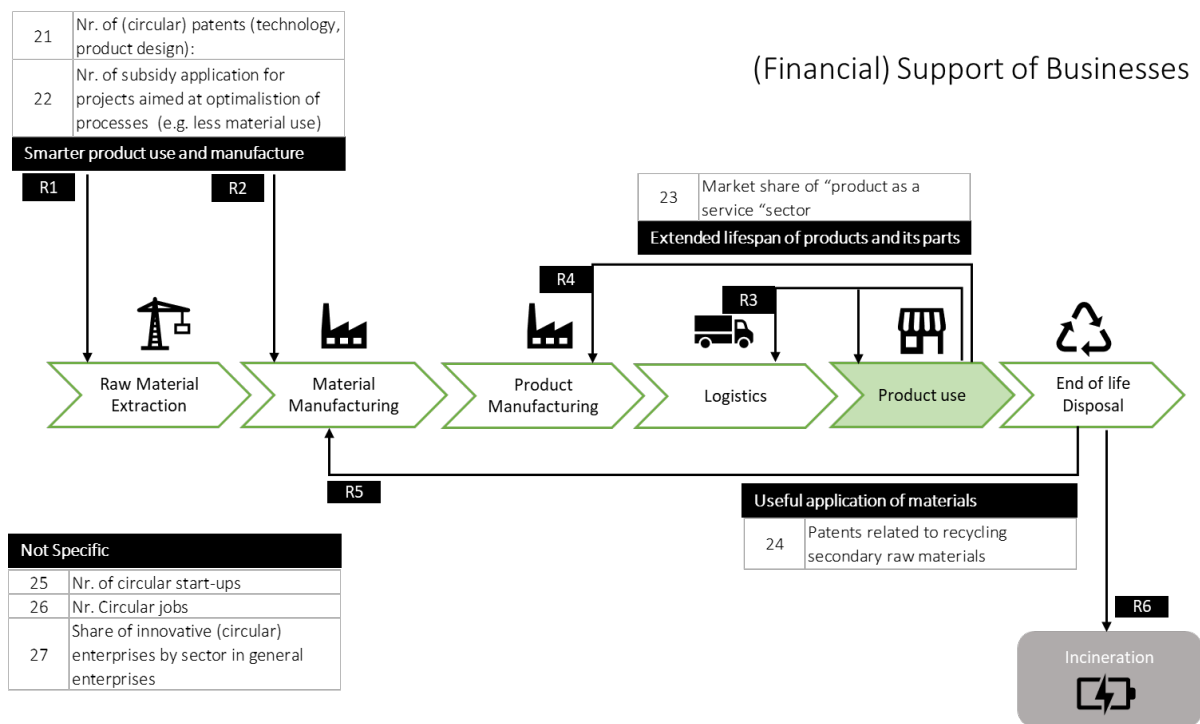 (Financial) Support of Businesses
21 Nr. of (circular) patents (technology,
product design):
22 Nr. of subsidy application for
projects aimed at optimalistion of
processes (e.g. less material use)
Smarter product use and manufacture
R1
R2
23 Market share of “product as a
service “sector
Extended lifespan of products and its parts
R4
R3
Raw Material
Extraction
Material
Manufacturing
Product
Manufacturing
Logistics
Product use
End of life
Disposal
R5
Useful application of materials
24 Patents related to recycling
secondary raw materials
Not Specific
25 Nr. of circular start-ups
26 Nr. Circular jobs
27 Share of innovative (circular)
enterprises by sector in general
enterprises
R6
Incineration